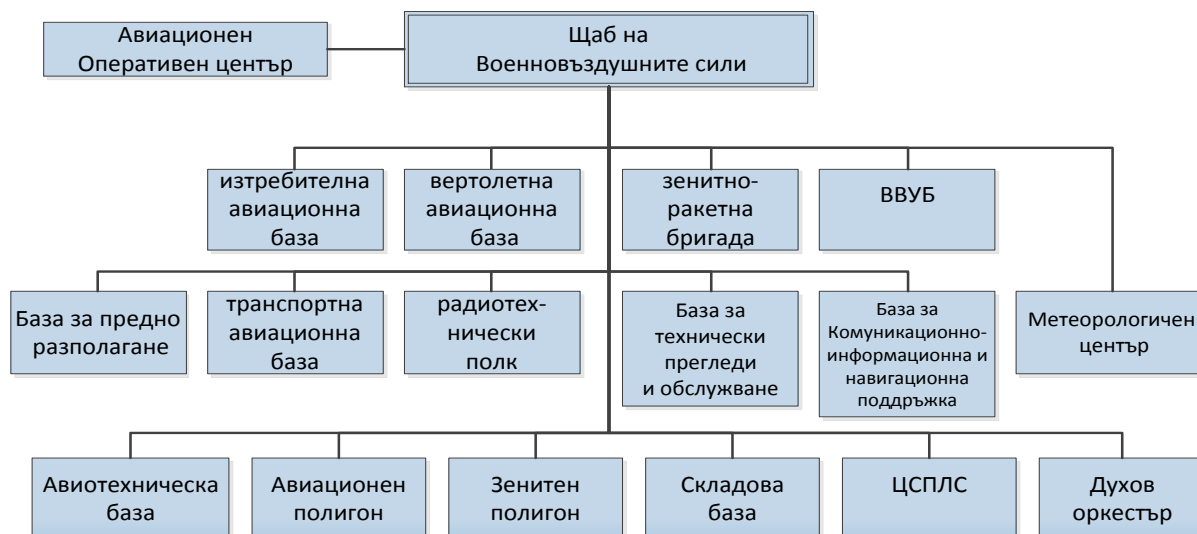 Авиационен
Оперативен център
Щаб на
Военновъздушните сили
изтребителна
авиационна
база
вертолетна
авиационна
база
зенитно-
ракетна
бригада
ВВУБ
База за предно
разполагане
транспортна
авиационна
база
радиотех-
нически
полк
База за
технически
прегледи
и обслужване
База за
Комуникационно-
информационна и
навигационна
поддръжка
Метеорологичен
център
Авиотехническа
база
Авиационен
полигон
Зенитен
полигон
Складова
база
ЦСПЛС
Духов
оркестър